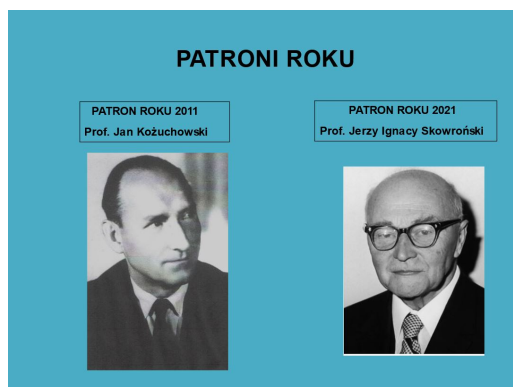 PATRONI ROKU
PATRON ROKU 2011
Prof. Jan Kożuchowski
PATRON ROKU 2021
Prof. Jerzy Ignacy Skowroński